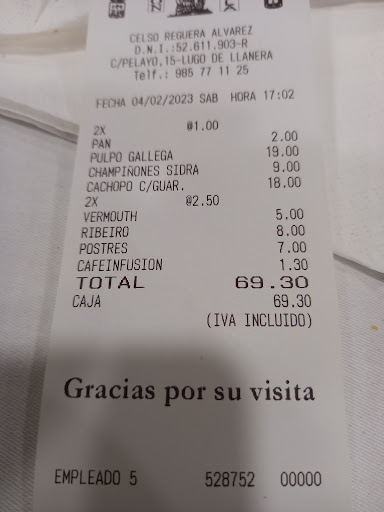 CELSO REGUERA ALVAREZ
D.N.I.:52.611.903-R
C/PELAYO,15-LUGO DE LLANERA
Telf.: 985 77 11 25
FECHA 04/02/2023 SAB HORA 17:02
2X @1.00
PAN 2.00
PULPO GALLEGA 19.00
CHAMPIÑONES SIDRA 9.00
CACHOPO C/GUAR. 18.00
2X @2.50
VERMOUTH 5.00
RIBEIRO 8.00
POSTRES 7.00
CAFEINFUSION 1.30
TOTAL 69.30
CAJA 69.30
(IVA INCLUIDO)
Gracias por su visita
EMPLEADO 5 528752 00000